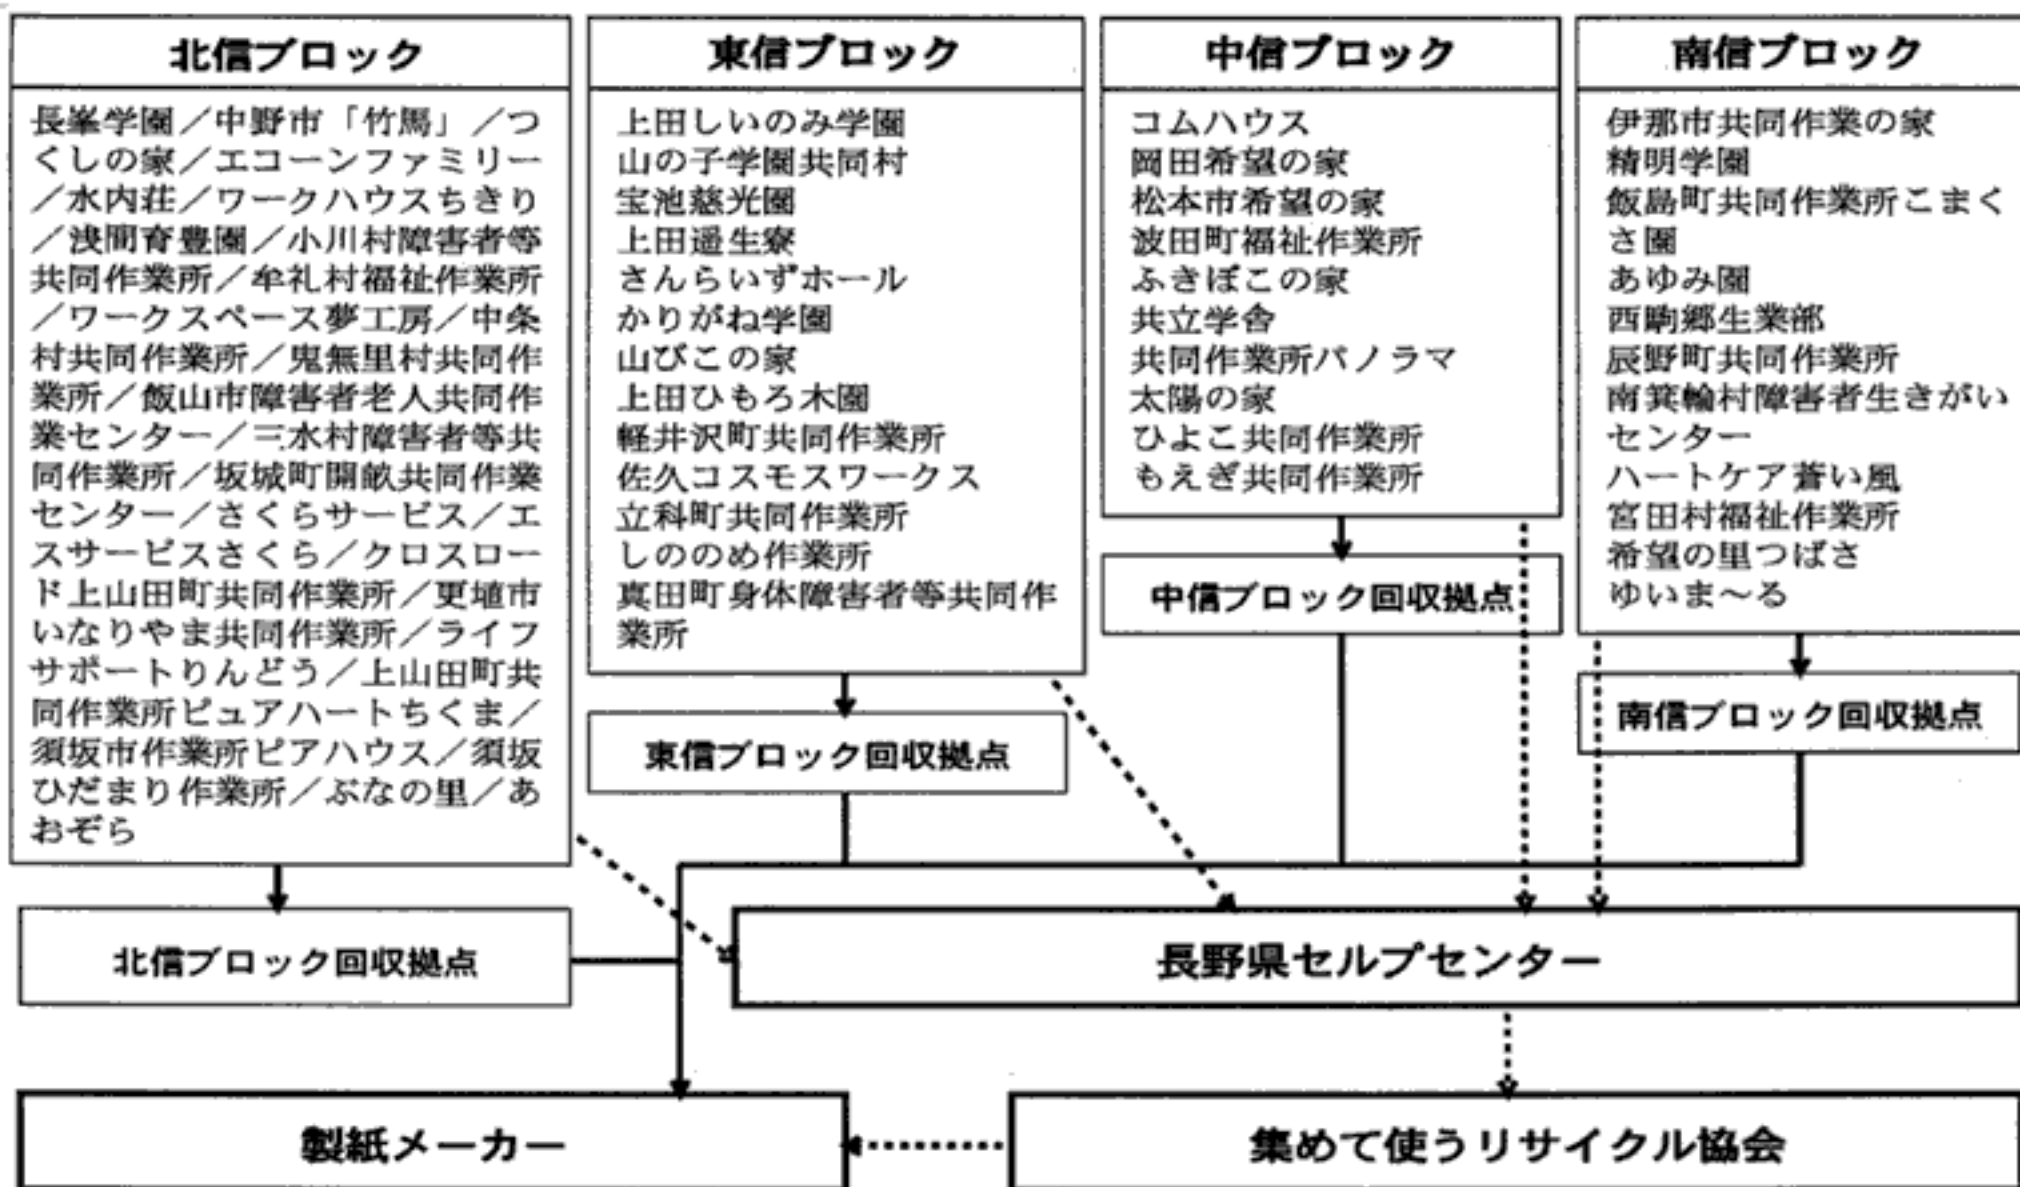 北信ブロック
長峯学園／中野市「竹馬」／つ
くしの家／エコーンファミリー
／水内荘／ワークハウスちきり
／浅間育豊園／小川村障害者等
共同作業所／牟礼村福祉作業所
／ワークスペース夢工房／中条
村共同作業所／鬼無里村共同作
業所／飯山市障害者老人共同作
業センター／三水村障害者等共
同作業所／坂城町開畝共同作業
センター／さくらサービス／エ
スサービスさくら／クロスロー
ド上山田町共同作業所／更埴市
いなりやま共同作業所／ライフ
サポートりんどう／上山田町共
同作業所ピュアハートちくま／
須坂市作業所ピアハウス／須坂
ひだまり作業所／ぶなの里／あ
おぞら
北信ブロック回収拠点
東信ブロック
上田しいのみ学園
山の子学園共同村
宝池慈光園
上田遥生寮
さんらいずホール
かりがね学園
山びこの家
上田ひもろ木園
軽井沢町共同作業所
佐久コスモスワークス
立科町共同作業所
しののめ作業所
真田町身体障害者等共同作
業所
東信ブロック回収拠点
中信ブロック
コムハウス
岡田希望の家
松本市希望の家
波田町福祉作業所
ふきぼこの家
共立学舎
共同作業所パノラマ
太陽の家
ひよこ共同作業所
もえぎ共同作業所
中信ブロック回収拠点
南信ブロック
伊那市共同作業の家
精明学園
飯島町共同作業所こまく
さ園
あゆみ園
西駒郷生業部
辰野町共同作業所
南箕輪村障害者生きがい
センター
ハートケア蒼い風
宮田村福祉作業所
希望の里つばさ
ゆいま～る
南信ブロック回収拠点
長野県セルプセンター
製紙メーカー
集めて使うリサイクル協会